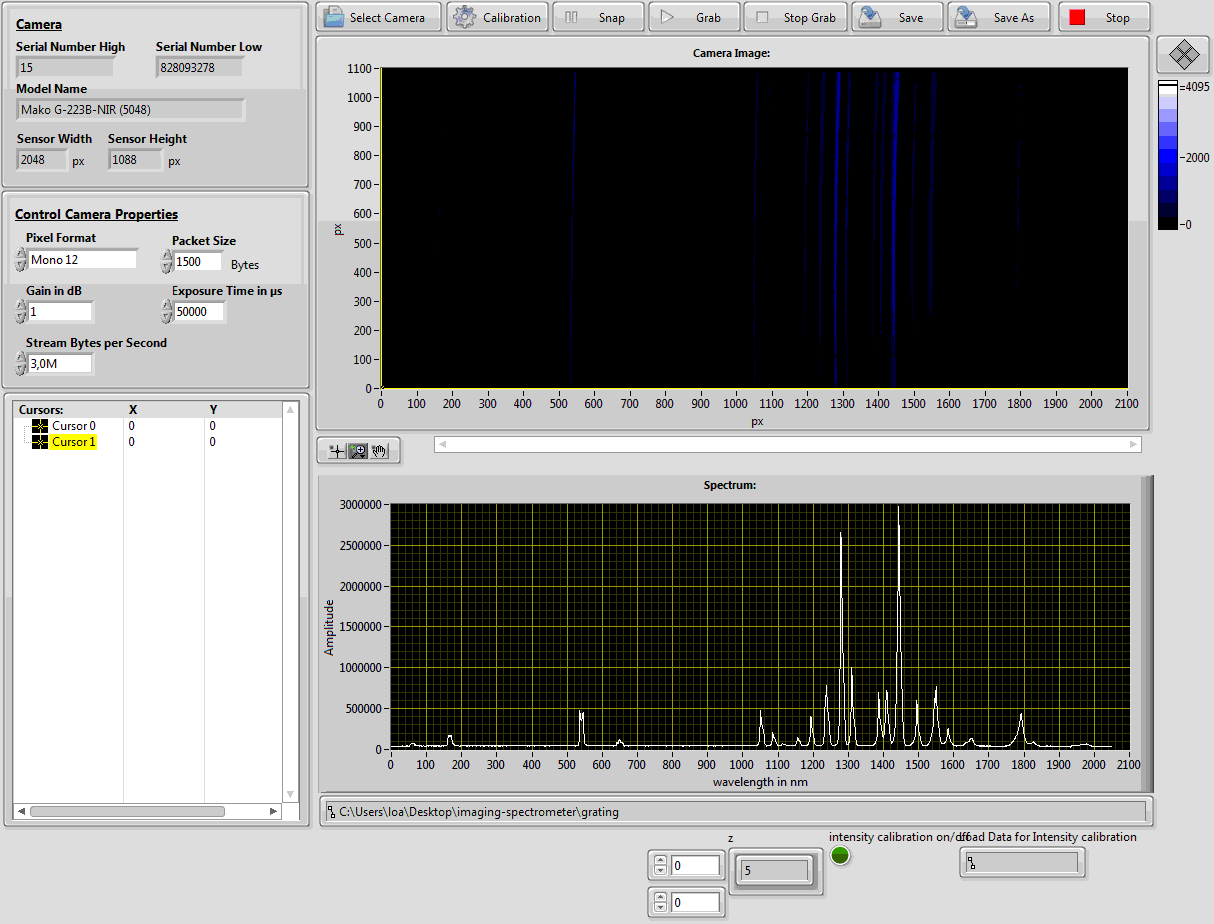 Select Camera Calibration Snap Grab Stop Grab Save Save As Stop
Camera
Serial Number High Serial Number Low
15 828093278
Model Name
Mako G-223B-NIR (5048)
Sensor Width Sensor Height
2048 px 1088 px
Control Camera Properties
Pixel Format Packet Size
Mono 12 1500 Bytes
Gain in dB Exposure Time in µs
1 50000
Stream Bytes per Second
3,0M
Cursors: X Y
Cursor 0 0 0
Cursor 1 0 0
Camera Image:
1100
1000
900
800
700
600
500
400
300
200
100
0
px
0 100 200 300 400 500 600 700 800 900 1000 1100 1200 1300 1400 1500 1600 1700 1800 1900 2000 2100
px
4095
2000
0
Spectrum:
3000000
2500000
2000000
1500000
1000000
500000
0
Amplitude
0 100 200 300 400 500 600 700 800 900 1000 1100 1200 1300 1400 1500 1600 1700 1800 1900 2000 2100
wavelength in nm
C:\Users\loa\Desktop\imaging-spectrometer\grating
z
intensity calibration on/off
oad Data for Intensity calibration
0
5
0